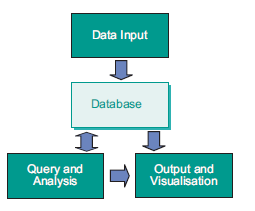 Data Input
Database
Query and
Analysis
Output and
Visualisation